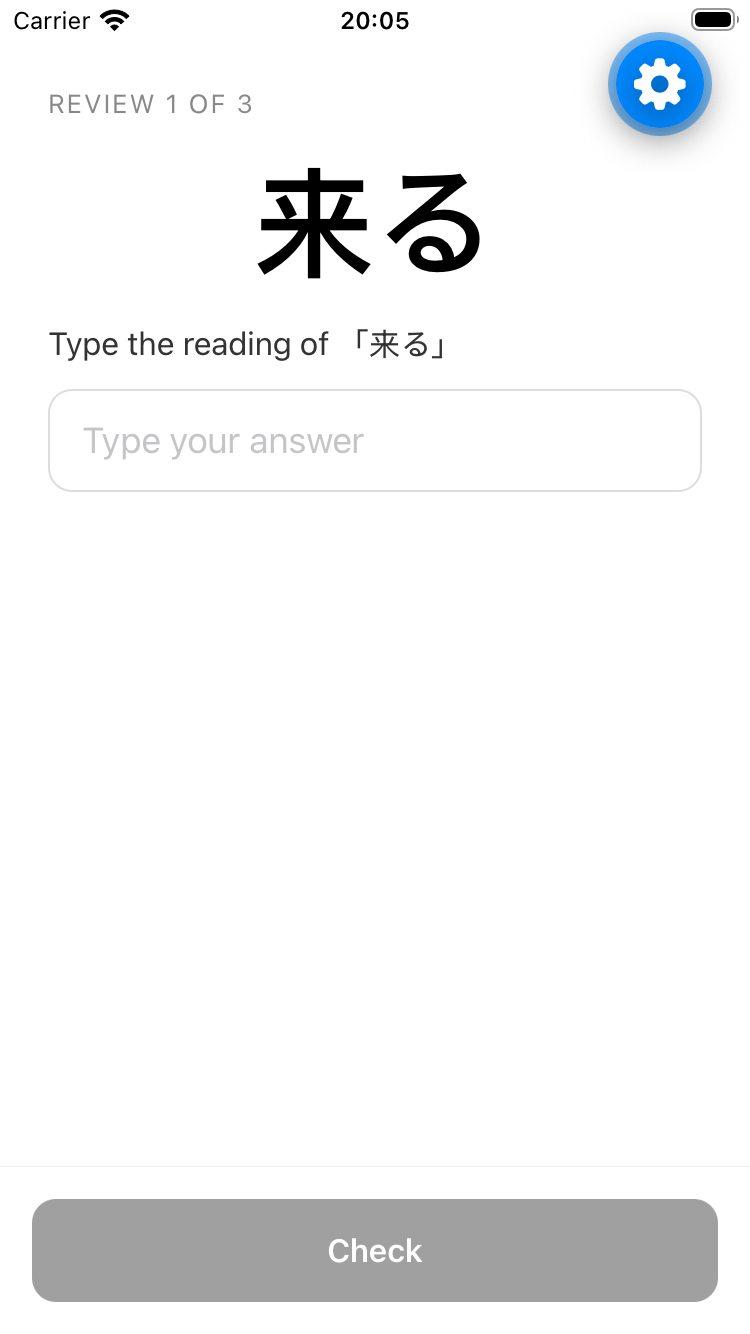 Carrier 20:05
REVIEW 1 OF 3
来る
Type the reading of 「来る」
Type your answer
Check